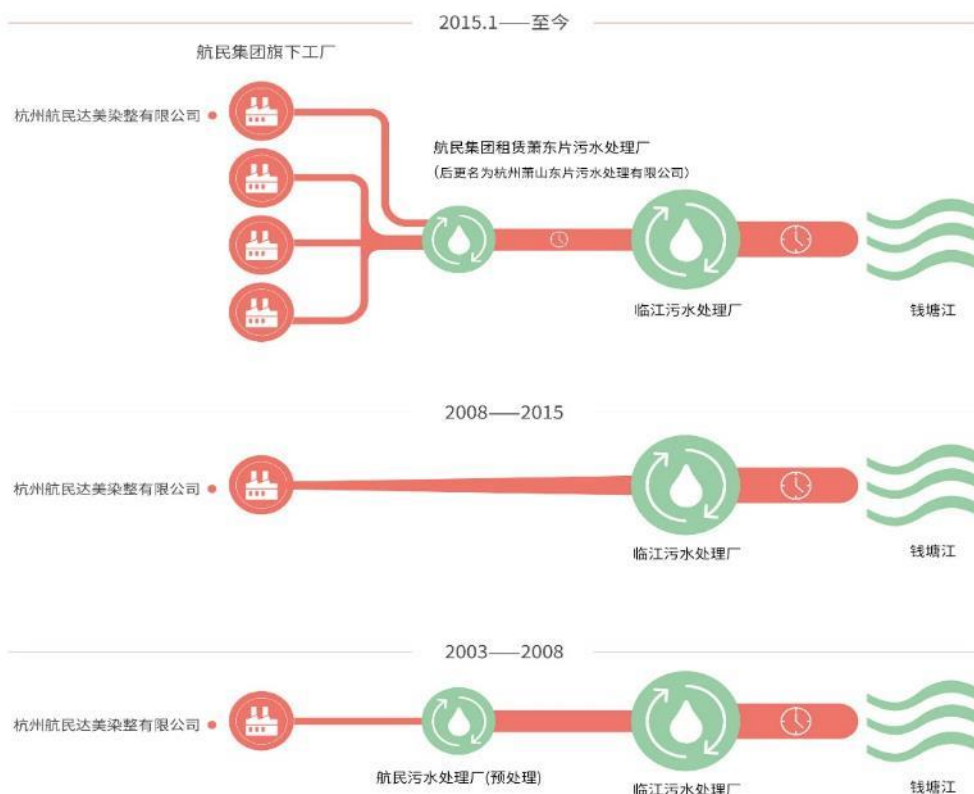 2015.1——至今
航民集团旗下工厂
杭州航民达美染整有限公司
航民集团租赁萧东片污水处理厂
(后更名为杭州萧山东片污水处理有限公司)
临江污水处理厂
钱塘江
2008——2015
杭州航民达美染整有限公司
临江污水处理厂
钱塘江
2003——2008
杭州航民达美染整有限公司
航民污水处理厂(预处理)
临江污水处理厂
钱塘江